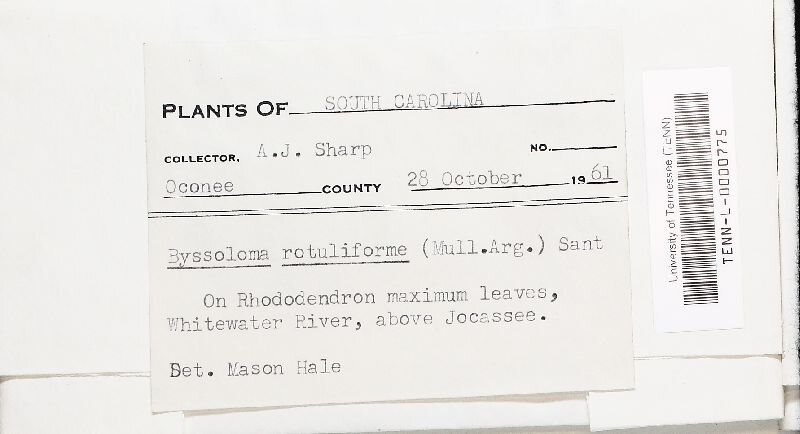 PLANTS OF SOUTH CAROLINA
COLLECTOR. A.J. Sharp NO.
Oconee COUNTY 28 October 1961
Byssoloma rotuliforme (Mull.Arg.) Sant
On Rhododendron maximum leaves,
Whitewater River, above Jocassee.
Det. Mason Hale
University of Tennessee (TENN)
TENN-L-0000775